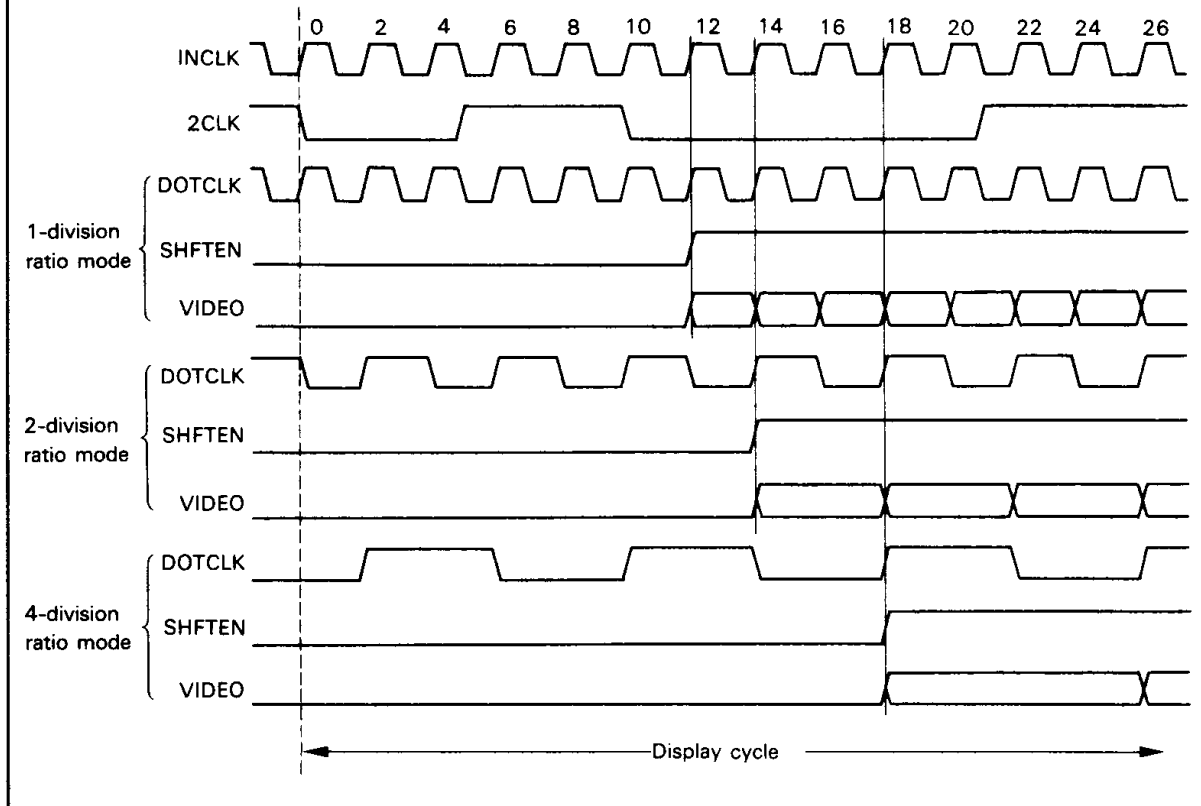 0 2 4 6 8 10 12 14 16 18 20 22 24 26
INCLK
2CLK
1-division
ratio mode
DOTCLK
SHFTEN
VIDEO
2-division
ratio mode
DOTCLK
SHFTEN
VIDEO
4-division
ratio mode
DOTCLK
SHFTEN
VIDEO
Display cycle